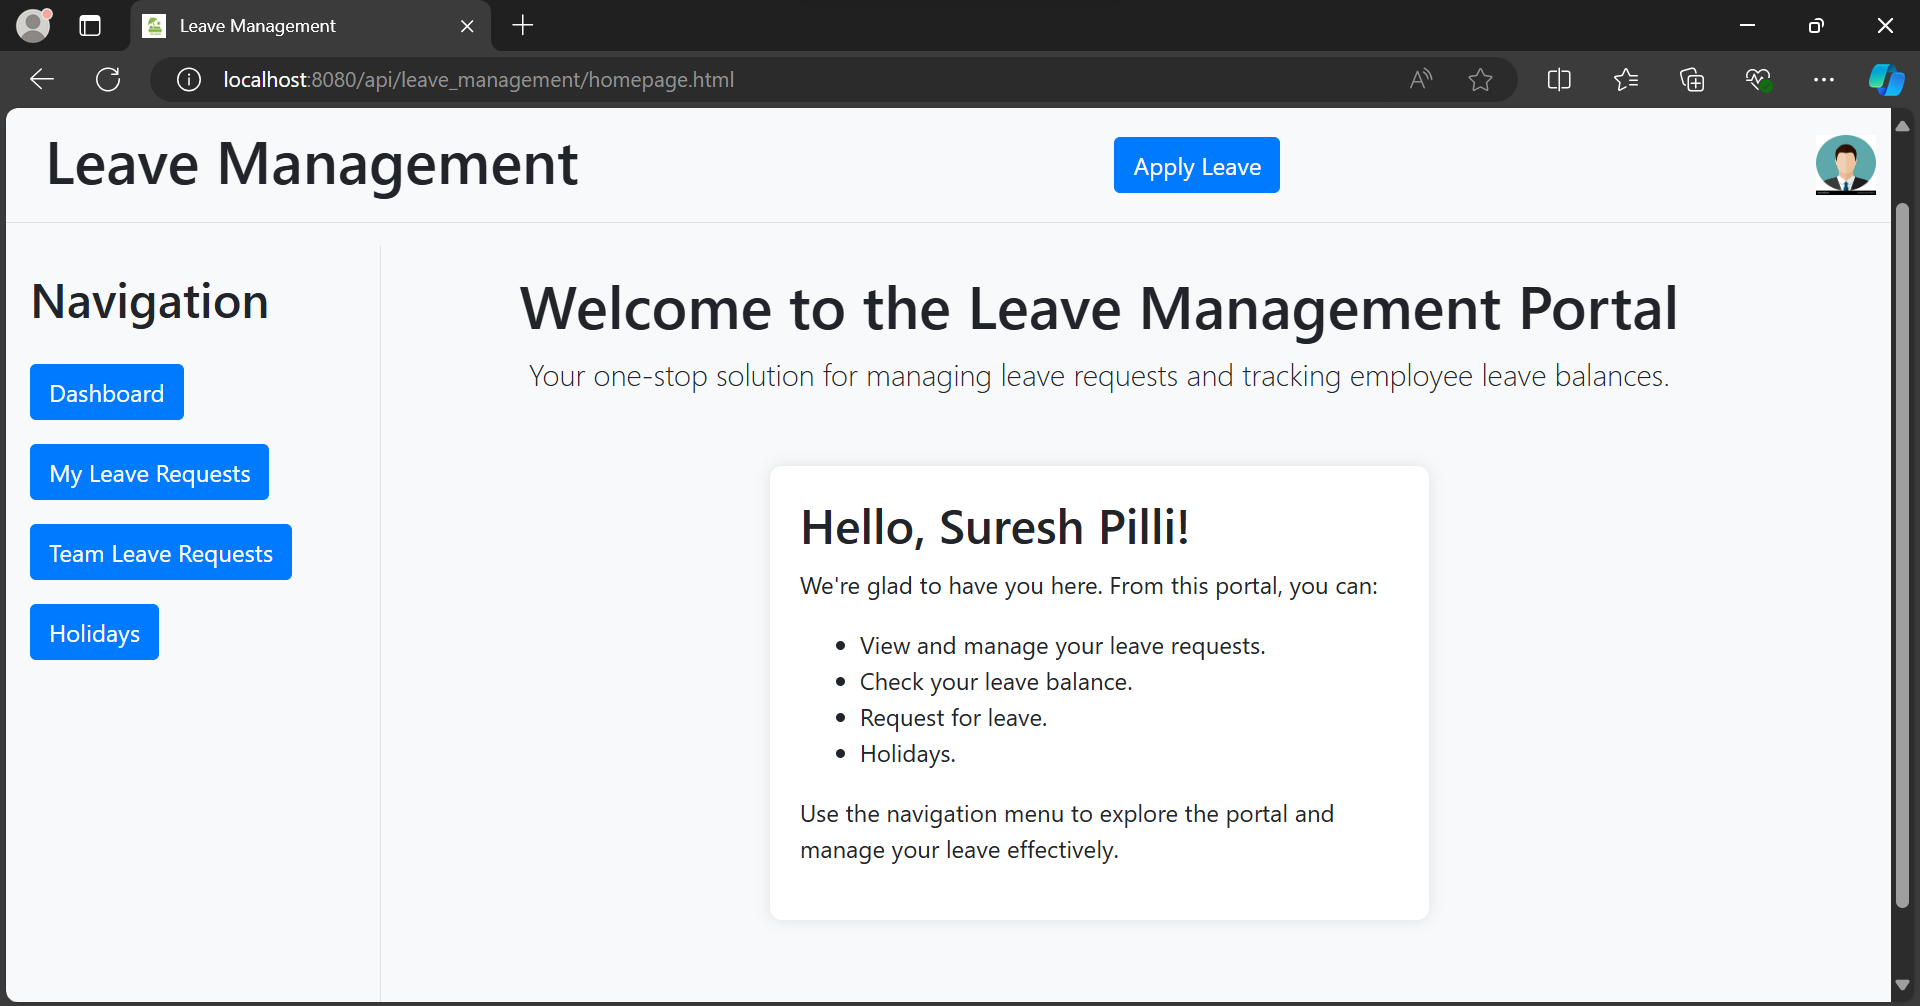 Leave Management
localhost:8080/api/leave_management/homepage.html
Leave Management
Apply Leave
Navigation
Dashboard
My Leave Requests
Team Leave Requests
Holidays
Welcome to the Leave Management Portal
Your one-stop solution for managing leave requests and tracking employee leave balances.
Hello, Suresh Pilli!
We're glad to have you here. From this portal, you can:
• View and manage your leave requests.
• Check your leave balance.
• Request for leave.
• Holidays.
Use the navigation menu to explore the portal and
manage your leave effectively.